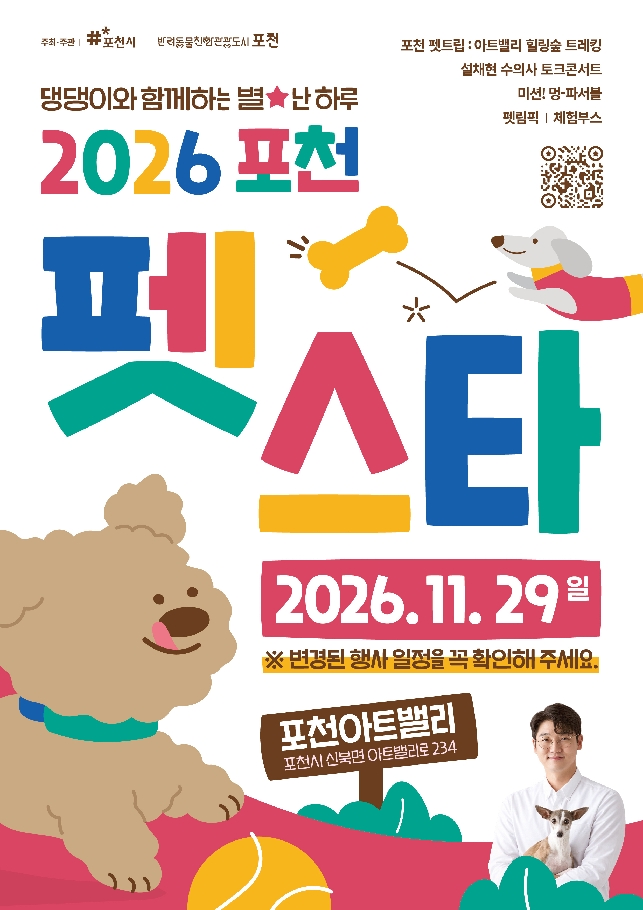 주최·주관 | #*포천시 반려동물친화관광도시 포천
포천 펫트립 : 아트밸리 힐링숲 트레킹
설채현 수의사 토크콘서트
미션! 멍-파서블
펫림픽 | 체험부스
댕댕이와 함께하는 별★난 하루
2026 포천
펫스타
2026. 11. 29 일
※ 변경된 행사 일정을 꼭 확인해 주세요.
포천아트밸리
포천시 신북면 아트밸리로 234